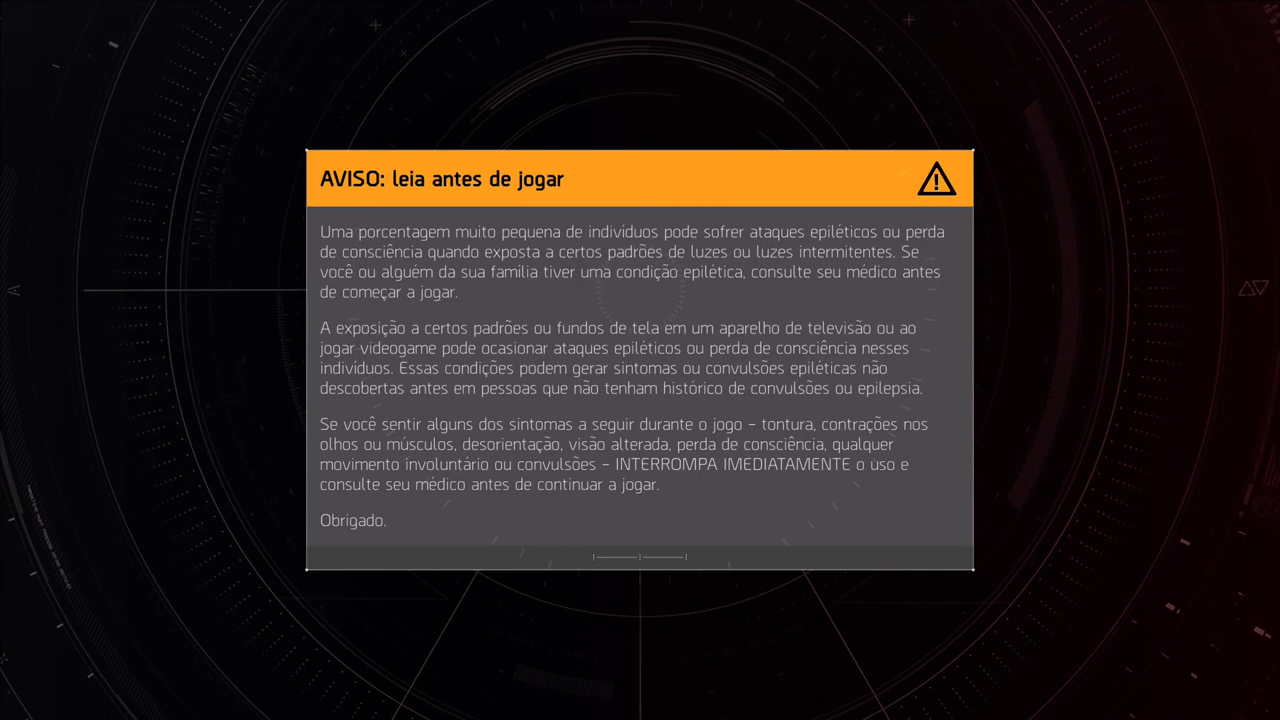 AVISO: leia antes de jogar
Uma porcentagem muito pequena de indivíduos pode sofrer ataques epiléticos ou perda
de consciência quando exposta a certos padrões de luzes ou luzes intermitentes. Se
você ou alguém da sua família tiver uma condição epilética, consulte seu médico antes
de começar a jogar.
A exposição a certos padrões ou fundos de tela em um aparelho de televisão ou ao
jogar videogame pode ocasionar ataques epiléticos ou perda de consciência nesses
indivíduos. Essas condições podem gerar sintomas ou convulsões epiléticas não
descobertas antes em pessoas que não tenham histórico de convulsões ou epilepsia.
Se você sentir alguns dos sintomas a seguir durante o jogo – tontura, contrações nos
olhos ou músculos, desorientação, visão alterada, perda de consciência, qualquer
movimento involuntário ou convulsões – INTERROMPA IMEDIATAMENTE o uso e
consulte seu médico antes de continuar a jogar.
Obrigado.